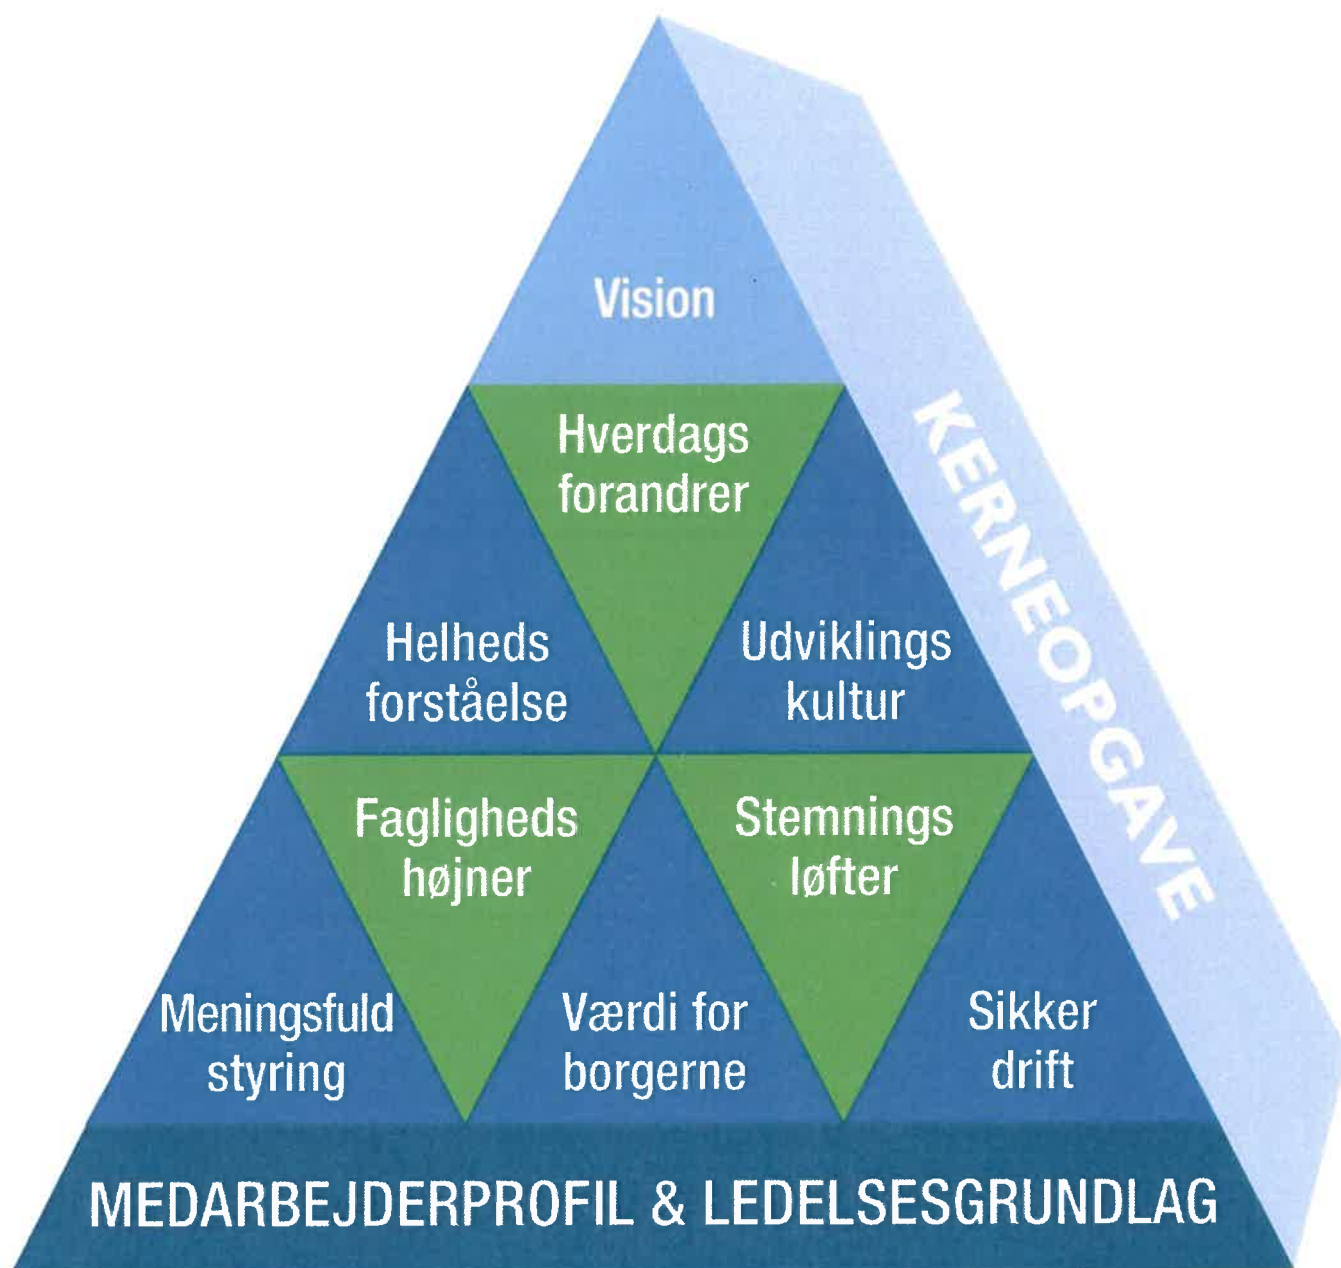 Vision
Hverdags
forandrer
Helheds
forståelse
Udviklings
kultur
Fagligheds
højner
Stemnings
løfter
Meningsfuld
styring
Værdi for
borgerne
Sikker
drift
MEDARBEJDERPROFIL & LEDELSESGRUNDLAG
KERNEOPGAVE